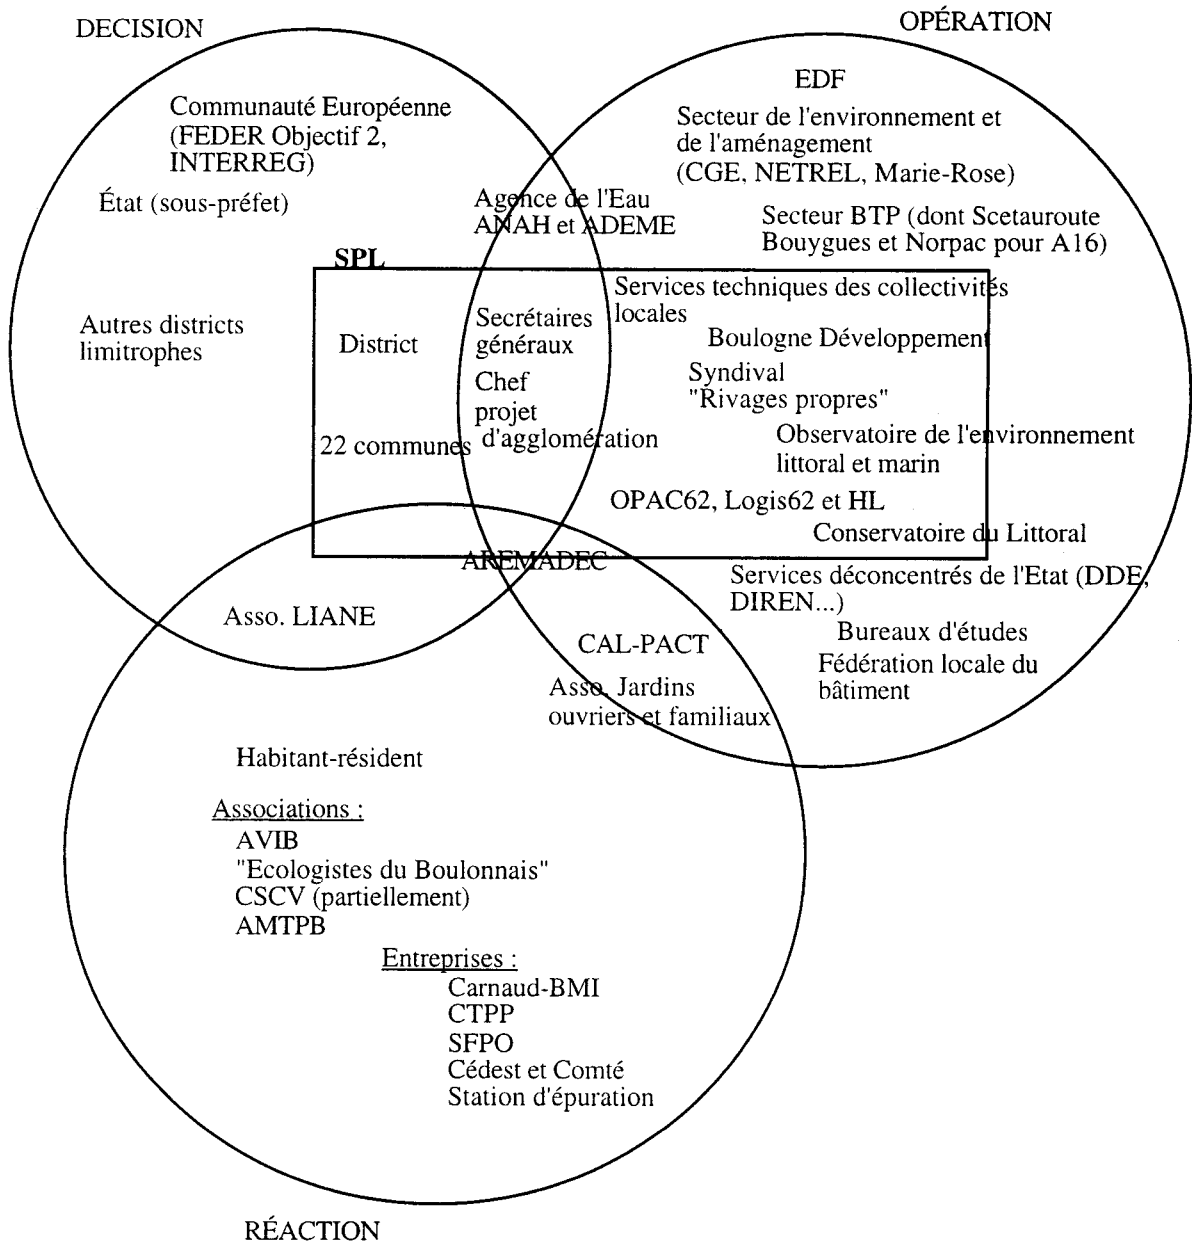 DECISION
OPÉRATION
EDF
Communauté Européenne
(FEDER Objectif 2,
INTERREG)
Secteur de l'environnement et
de l'aménagement
(CGE, NETREL, Marie-Rose)
État (sous-préfet)
Agence de l'Eau
ANAH et ADEME
Secteur BTP (dont Scetauroute
Bouygues et Norpac pour A16)
SPL
Services techniques des collectivités
locales
Autres districts
limitrophes
District
Secrétaires
généraux
Boulogne Développement
Chef
projet
d'agglomération
Syndival
"Rivages propres"
22 communes
Observatoire de l'environnement
littoral et marin
OPAC62, Logis62 et HL
Conservatoire du Littoral
AREMADEC
Services déconcentrés de l'Etat (DDE,
DIREN...)
Asso. LIANE
Bureaux d'études
CAL-PACT
Fédération locale du
bâtiment
Asso. Jardins
ouvriers et familiaux
Habitant-résident
Associations :
AVIB
"Ecologistes du Boulonnais"
CSCV (partiellement)
AMTPB
Entreprises :
Carnaud-BMI
CTPP
SFPO
Cédest et Comté
Station d'épuration
RÉACTION